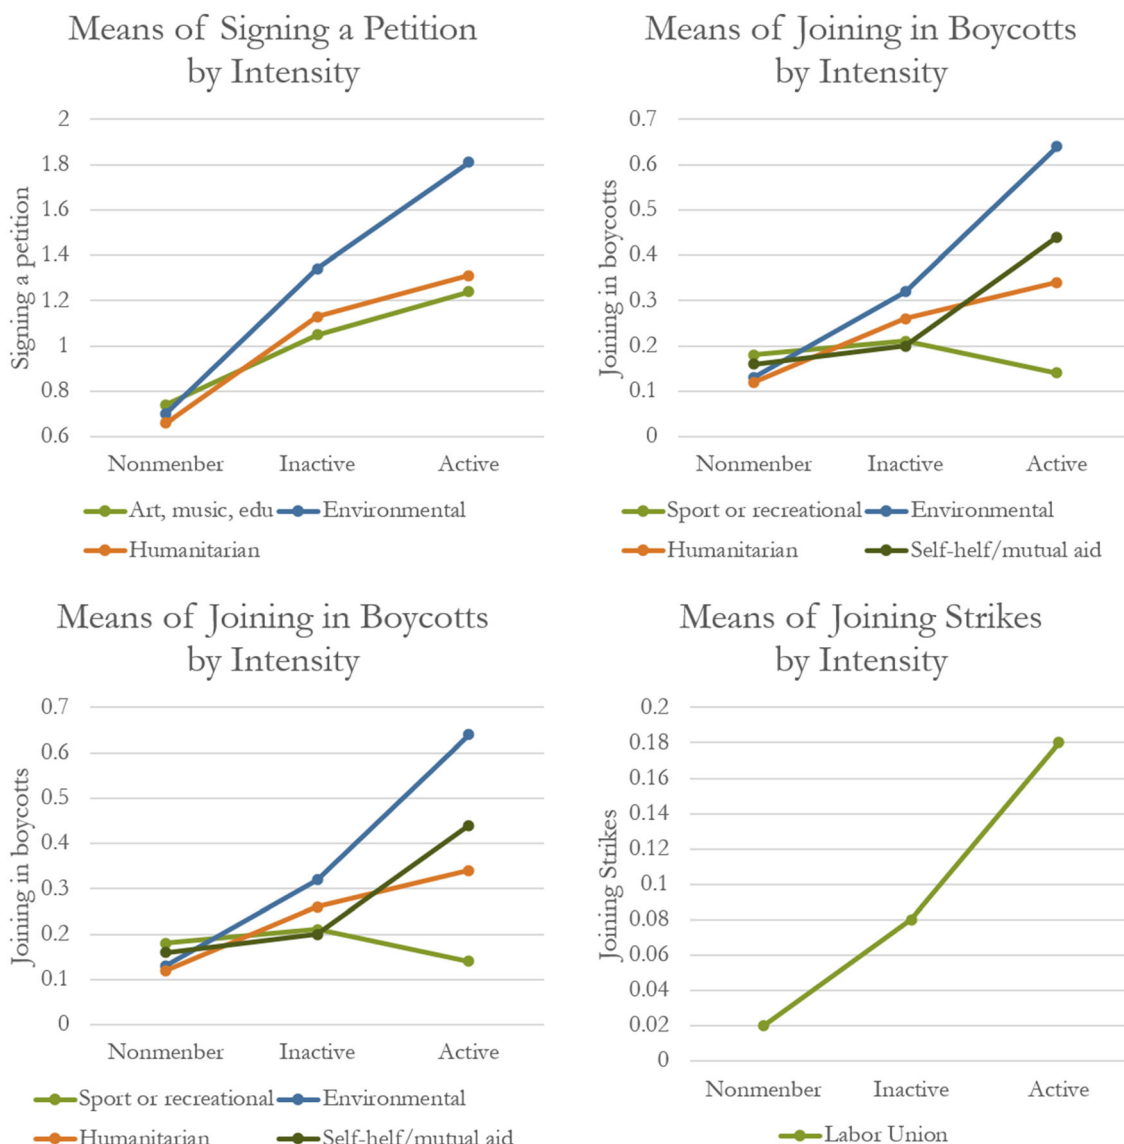 Means of Signing a Petition
by Intensity
Signing a petition
2
1.8
1.6
1.4
1.2
1
0.8
0.6
Nonmenber Inactive Active
Art, music, edu Environmental
Humanitarian
Means of Joining in Boycotts
by Intensity
Joining in boycotts
0.7
0.6
0.5
0.4
0.3
0.2
0.1
0
Nonmenber Inactive Active
Sport or recreational Environmental
Humanitarian Self-helf/mutual aid
Means of Joining in Boycotts
by Intensity
Joining in boycotts
0.7
0.6
0.5
0.4
0.3
0.2
0.1
0
Nonmenber Inactive Active
Sport or recreational Environmental
Humanitarian Self-helf/mutual aid
Means of Joining Strikes
by Intensity
Joining Strikes
0.2
0.18
0.16
0.14
0.12
0.1
0.08
0.06
0.04
0.02
0
Nonmenber Inactive Active
Labor Union